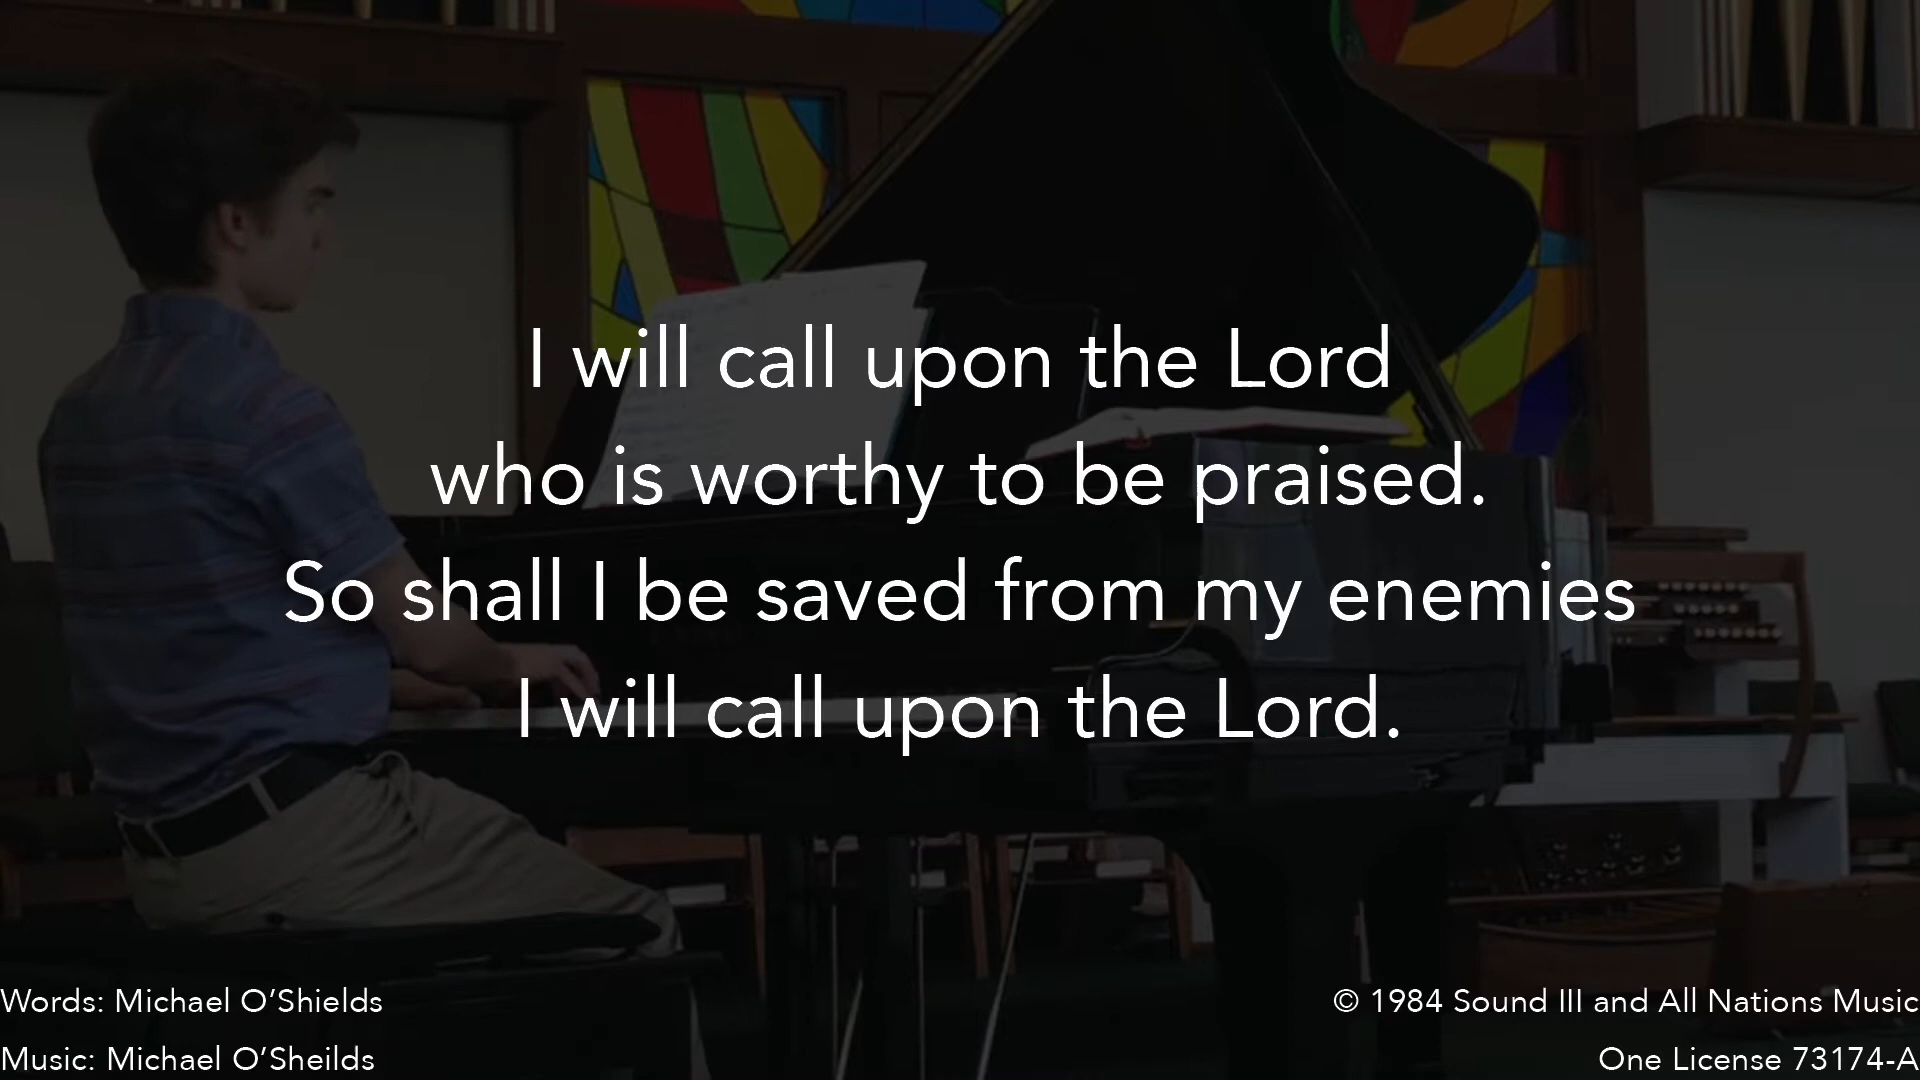 I will call upon the Lord
who is worthy to be praised.
So shall I be saved from my enemies
I will call upon the Lord.
Words: Michael O’Shields
© 1984 Sound III and All Nations Music
Music: Michael O’Sheilds
One License 73174-A